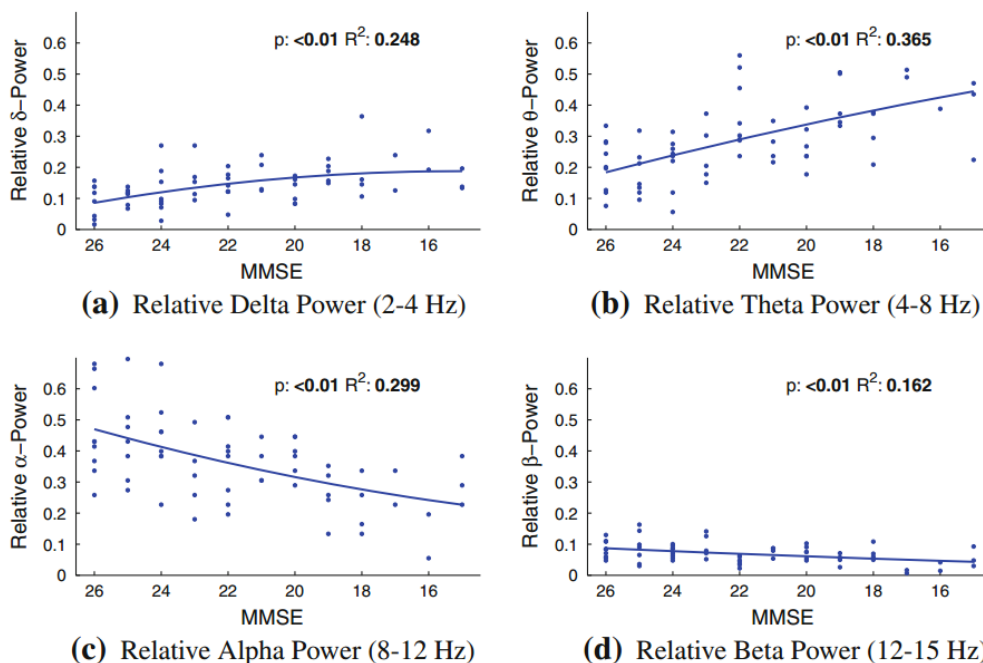 p: <0.01 R²: 0.248
Relative δ−Power
0.6
0.5
0.4
0.3
0.2
0.1
0
26 24 22 20 18 16
MMSE
(a) Relative Delta Power (2-4 Hz)
p: <0.01 R²: 0.365
Relative θ−Power
0.6
0.5
0.4
0.3
0.2
0.1
0
26 24 22 20 18 16
MMSE
(b) Relative Theta Power (4-8 Hz)
p: <0.01 R²: 0.299
Relative α−Power
0.6
0.5
0.4
0.3
0.2
0.1
0
26 24 22 20 18 16
MMSE
(c) Relative Alpha Power (8-12 Hz)
p: <0.01 R²: 0.162
Relative β−Power
0.6
0.5
0.4
0.3
0.2
0.1
0
26 24 22 20 18 16
MMSE
(d) Relative Beta Power (12-15 Hz)